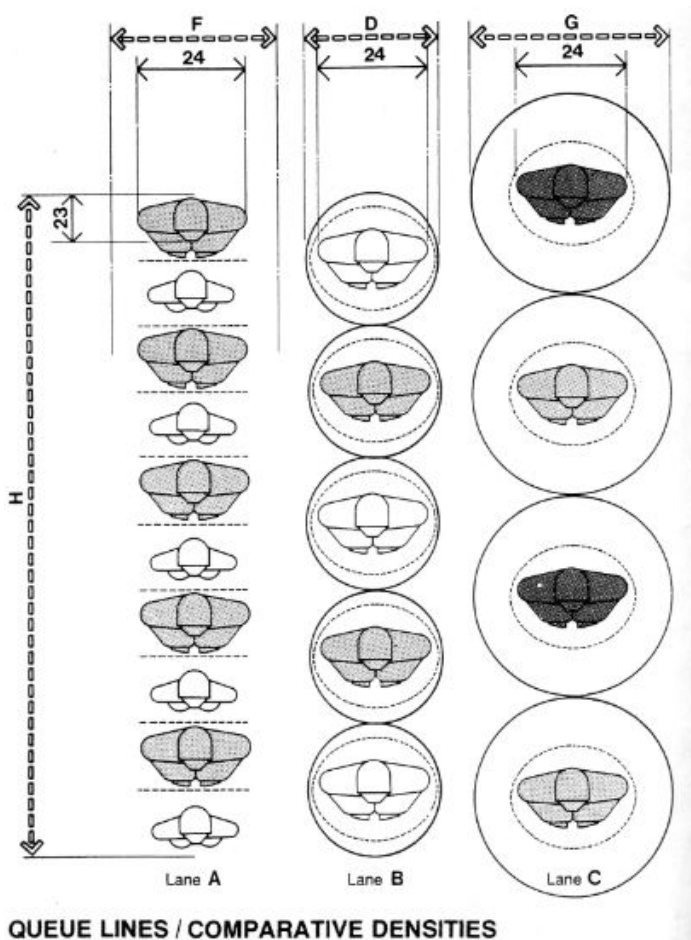 F D G
24 24 24
23
H
Lane A Lane B Lane C
QUEUE LINES / COMPARATIVE DENSITIES